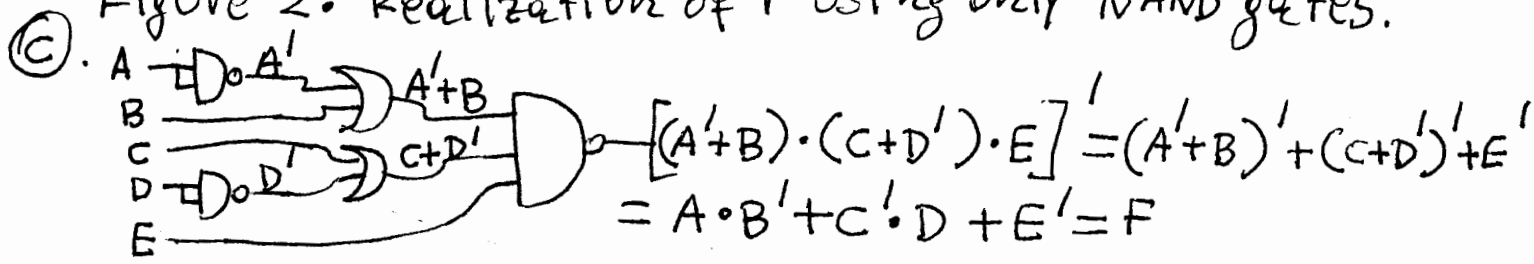 Figure 2. Realization of F using only NAND gates.
Ⓒ. A A'
B A'+B
C C+D' [(A'+B)·(C+D')·E]' = (A'+B)'+(C+D')'+E'
D D'
E = A·B'+C'·D+E'=F